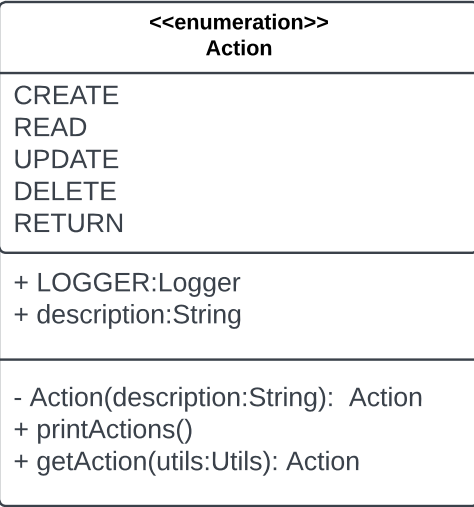 <<enumeration>>
Action
CREATE
READ
UPDATE
DELETE
RETURN
+ LOGGER:Logger
+ description:String
- Action(description:String):  Action
+ printActions()
+ getAction(utils:Utils): Action